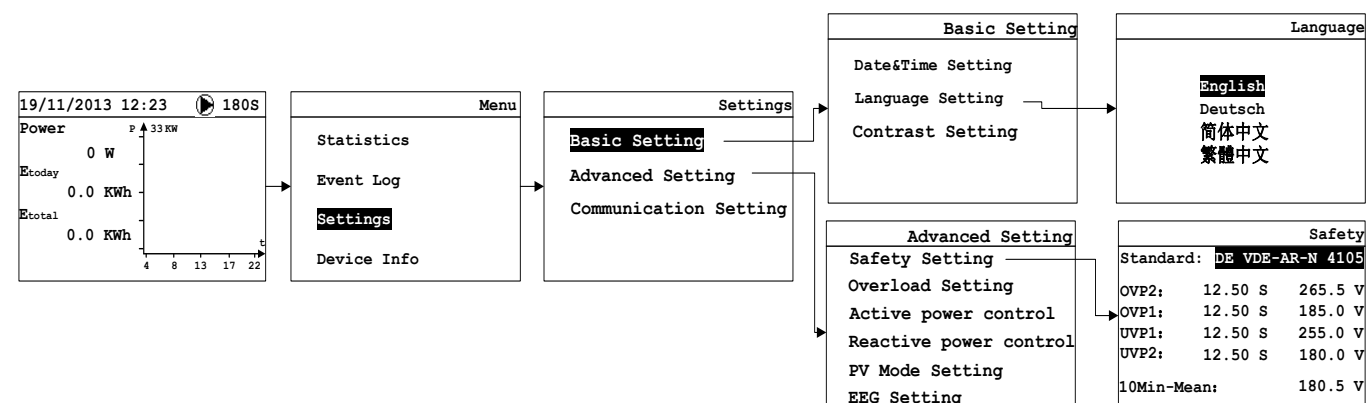 19/11/2013 12:23 180S
Power
P 33KW
0 W
Etoday
0.0 KWh
Etotal
0.0 KWh
t
4 8 13 17 22
Menu
Statistics
Event Log
Settings
Device Info
Settings
Basic Setting
Advanced Setting
Communication Setting
Basic Setting
Date&Time Setting
Language Setting
Contrast Setting
Language
English
Deutsch
简体中文
繁體中文
Advanced Setting
Safety Setting
Overload Setting
Active power control
Reactive power control
PV Mode Setting
EEG Setting
Safety
Standard: DE VDE-AR-N 4105
OVP2: 12.50 S 265.5 V
OVP1: 12.50 S 185.0 V
UVP1: 12.50 S 255.0 V
UVP2: 12.50 S 180.0 V
10Min-Mean: 180.5 V